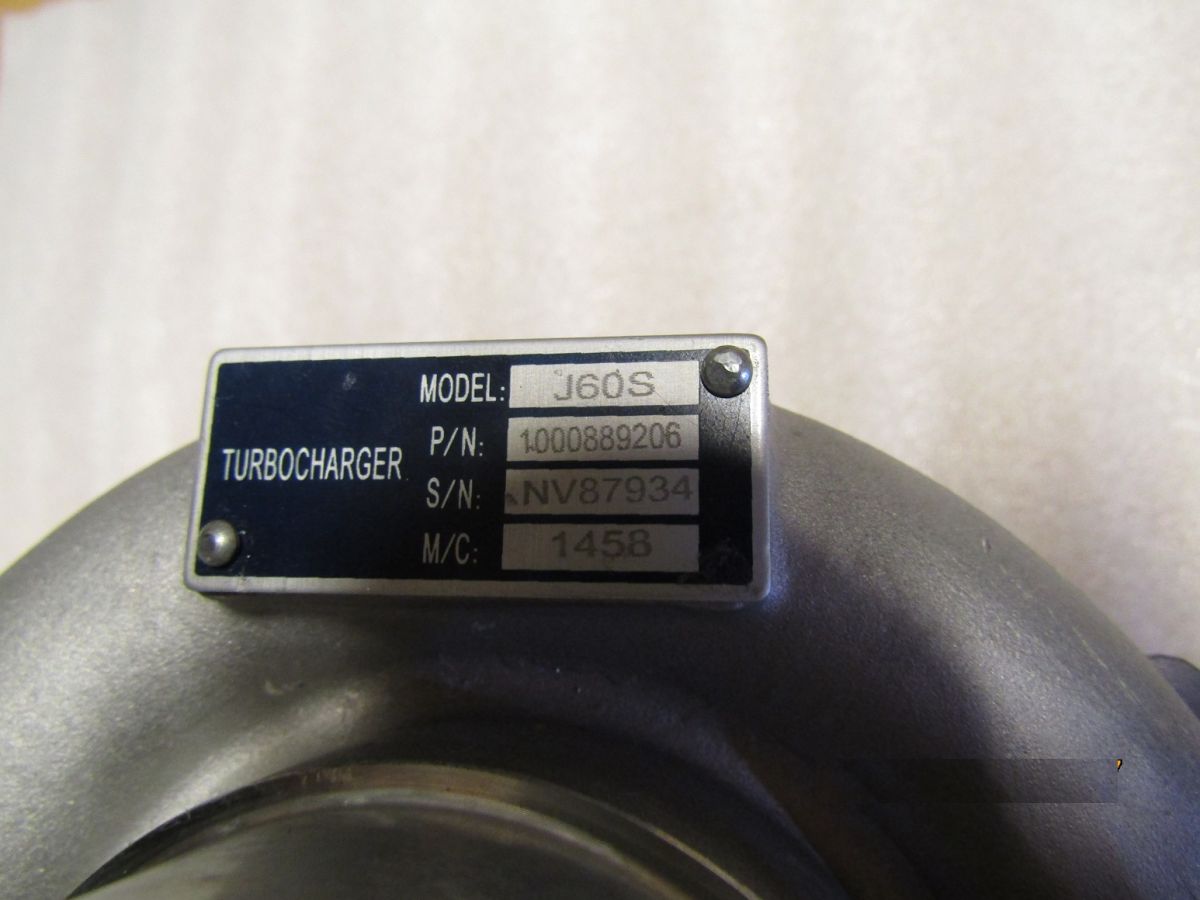 TURBOCHARGER
MODEL: J60S
P/N: 1000889206
S/N: NV87934
M/C: 1458